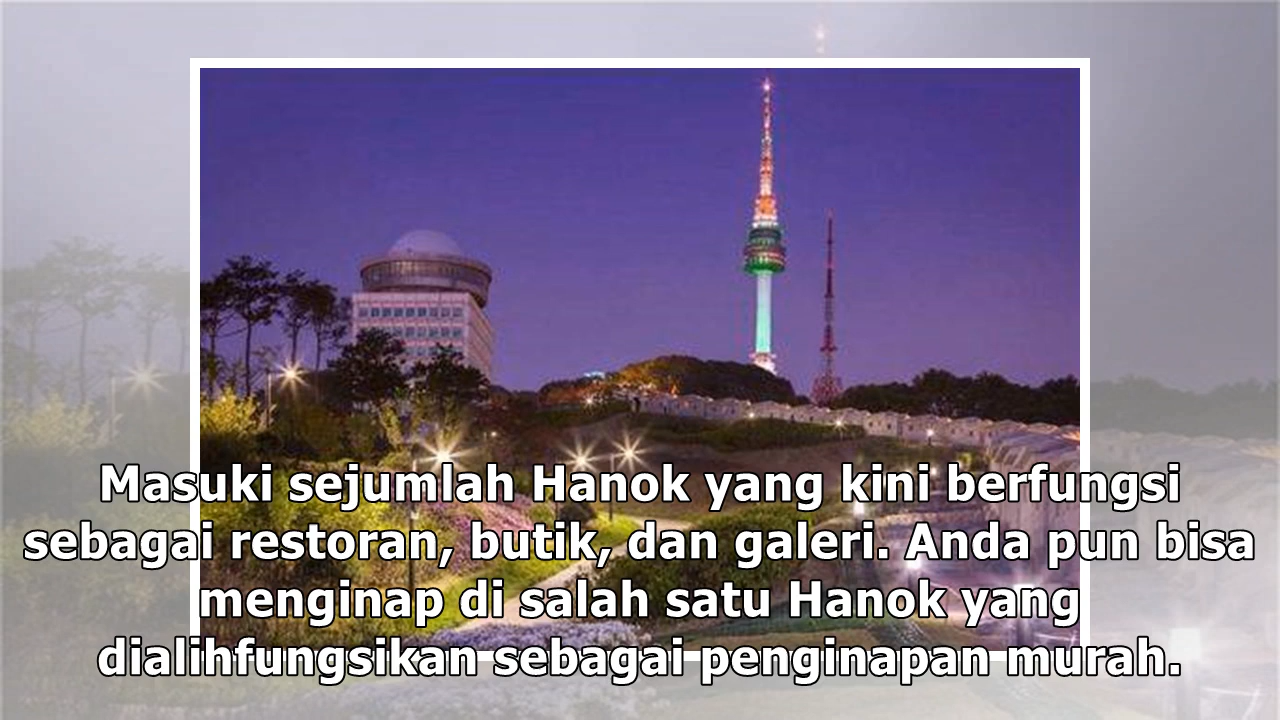 Masuki sejumlah Hanok yang kini berfungsi
sebagai restoran, butik, dan galeri. Anda pun bisa
menginap di salah satu Hanok yang
dialihfungsikan sebagai penginapan murah.